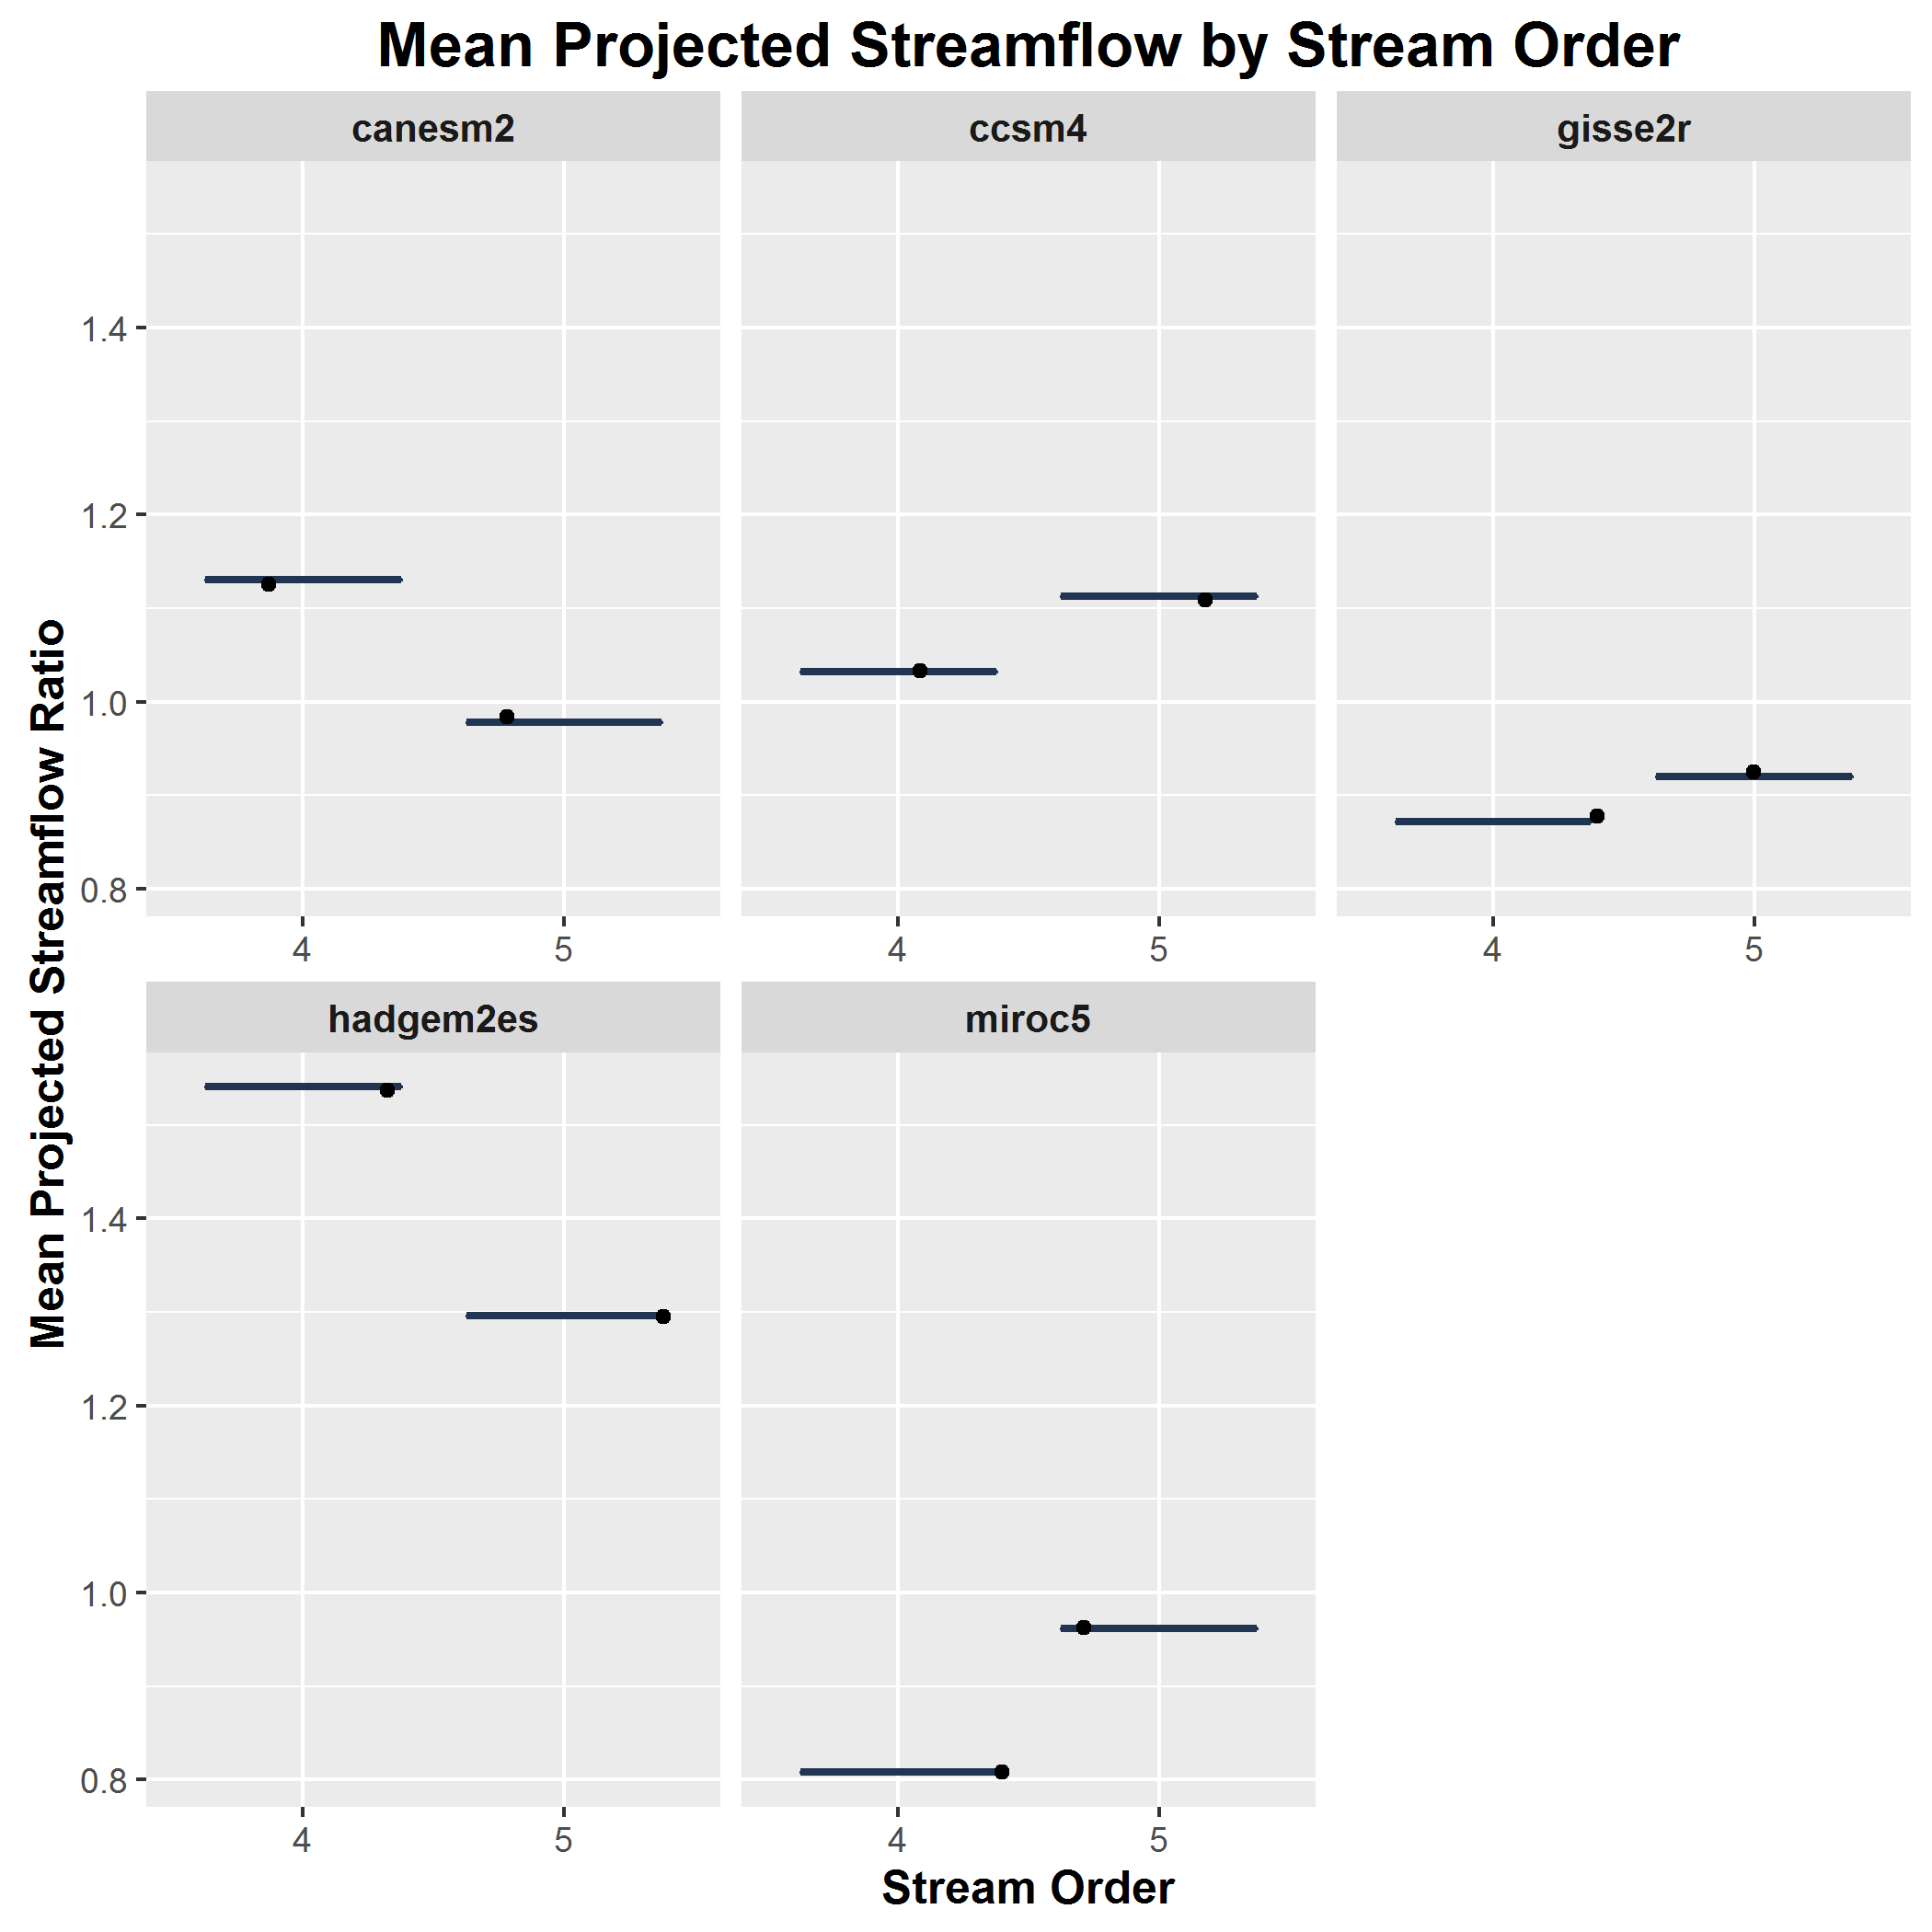 Mean Projected Streamflow by Stream Order
canesm2
ccsm4
gisse2r
1.4
1.2
1.0
0.8
4 5
4 5
4 5
Mean Projected Streamflow Ratio
hadgem2es
miroc5
1.4
1.2
1.0
0.8
4 5
4 5
Stream Order